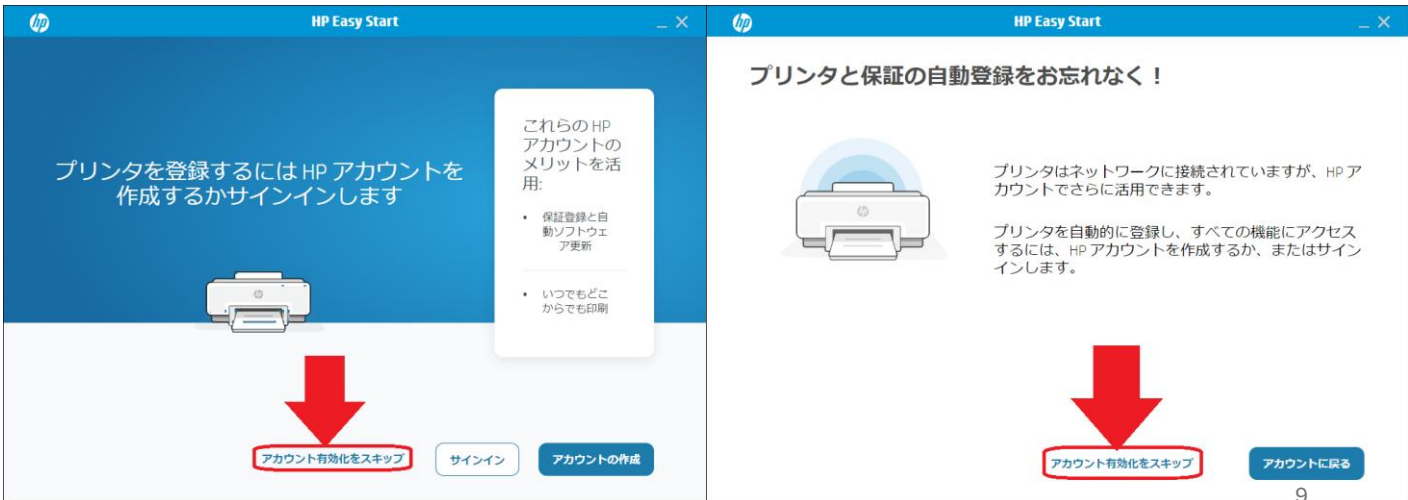 hp
HP Easy Start
プリンタを登録するには HP アカウントを
作成するかサインインします
これらの HP
アカウントの
メリットを活
用:
• 保証登録と自
動ソフトウェ
ア更新
• いつでもどこ
からでも印刷
アカウント有効化をスキップ
サインイン
アカウントの作成
hp
HP Easy Start
プリンタと保証の自動登録をお忘れなく！
プリンタはネットワークに接続されていますが、HP ア
カウントでさらに活用できます。
プリンタを自動的に登録し、すべての機能にアクセス
するには、HP アカウントを作成するか、またはサイン
インします。
アカウント有効化をスキップ
アカウントに戻る
9